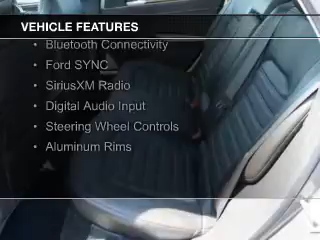 VEHICLE FEATURES
• Bluetooth Connectivity
• Ford SYNC
• SiriusXM Radio
• Digital Audio Input
• Steering Wheel Controls
• Aluminum Rims